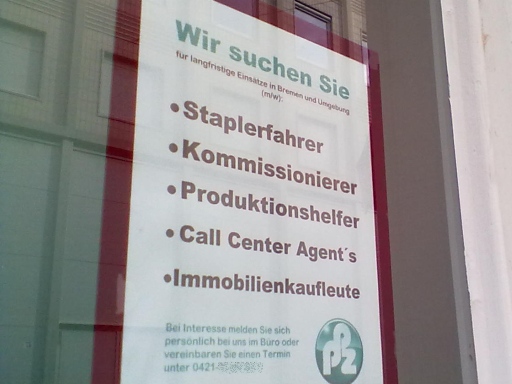 Wir suchen Sie
für langfristige Einsätze in Bremen und Umgebung
(m/w):
•Staplerfahrer
•Kommissionierer
•Produktionshelfer
•Call Center Agent´s
•Immobilienkaufleute
Bei Interesse melden Sie sich
persönlich bei uns im Büro oder
vereinbaren Sie einen Termin
unter 0421-
ppz